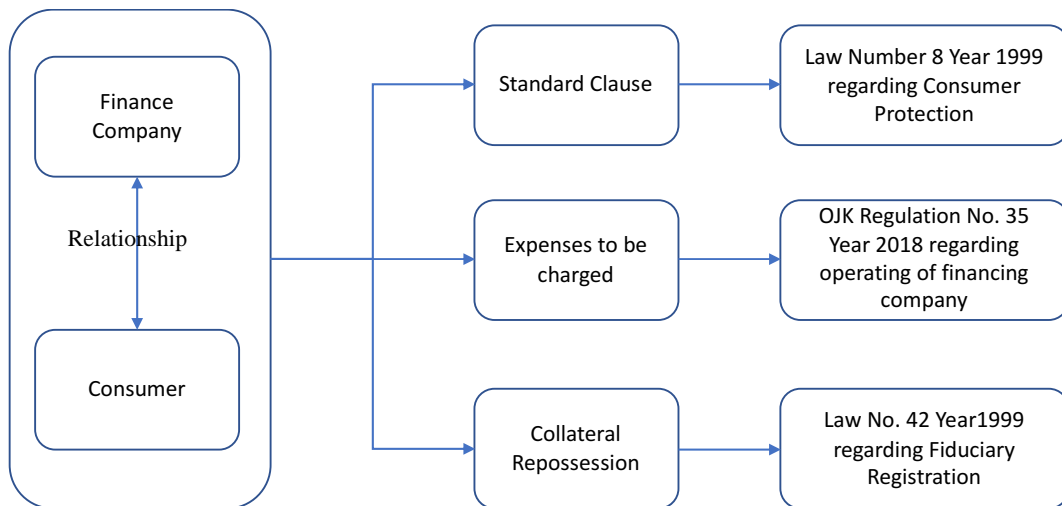 Finance
Company
Relationship
Consumer
Standard Clause
Law Number 8 Year 1999
regarding Consumer
Protection
Expenses to be
charged
OJK Regulation No. 35
Year 2018 regarding
operating of financing
company
Collateral
Repossession
Law No. 42 Year1999
regarding Fiduciary
Registration